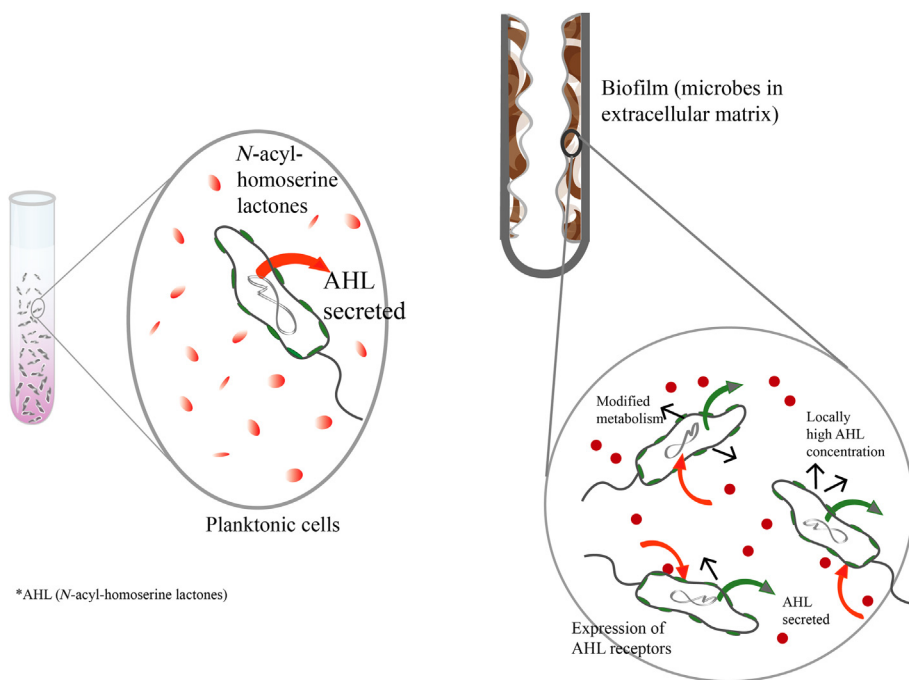 N-acyl-
homoserine
lactones
AHL
secreted
Planktonic cells
*AHL (N-acyl-homoserine lactones)
Biofilm (microbes in
extracellular matrix)
Modified
metabolism
Locally
high AHL
concentration
Expression of
AHL receptors
AHL
secreted